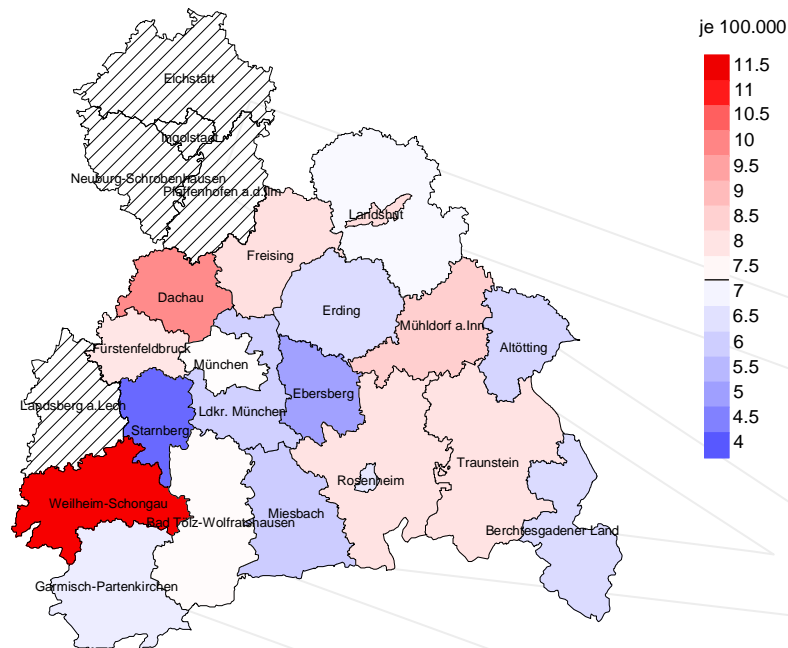 je 100.000
11.5
11
10.5
10
9.5
9
8.5
8
7.5
7
6.5
6
5.5
5
4.5
4
Eichstätt
Ingolstadt
Neuburg-Schrobenhausen
Pfaffenhofen a.d.Ilm
Landshut
Freising
Dachau
Erding
Mühldorf a.Inn
Altötting
Fürstenfeldbruck
München
Ebersberg
Landsberg a.Lech
Starnberg
Ldkr. München
Traunstein
Rosenheim
Weilheim-Schongau
Miesbach
Bad Tölz-Wolfratshausen
Berchtesgadener Land
Garmisch-Partenkirchen